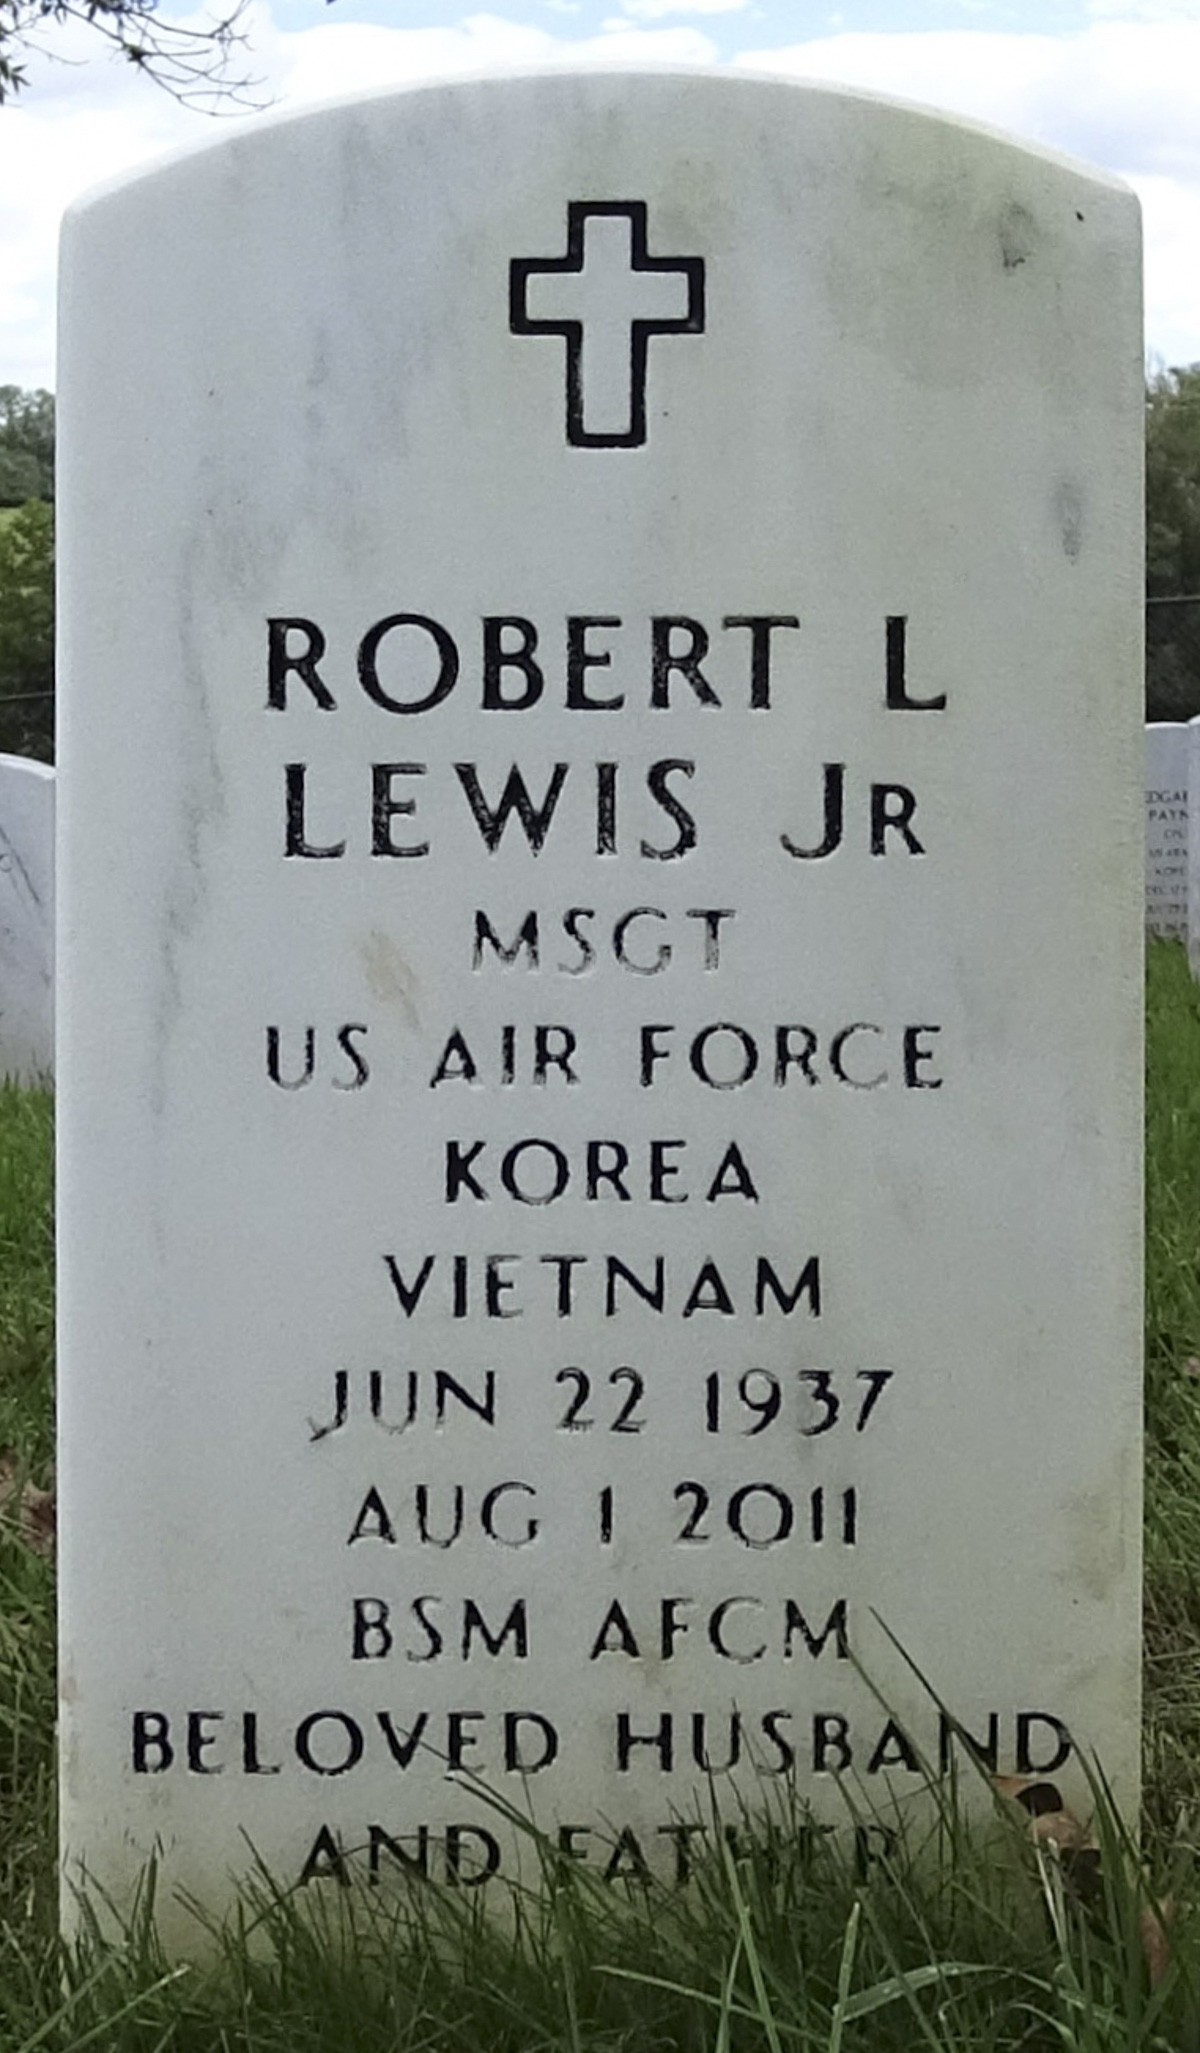 ROBERT L
LEWIS JR
MSGT
US AIR FORCE
KOREA
VIETNAM
JUN 22 1937
AUG 1 2011
BSM AFCM
BELOVED HUSBAND
AND FATHER